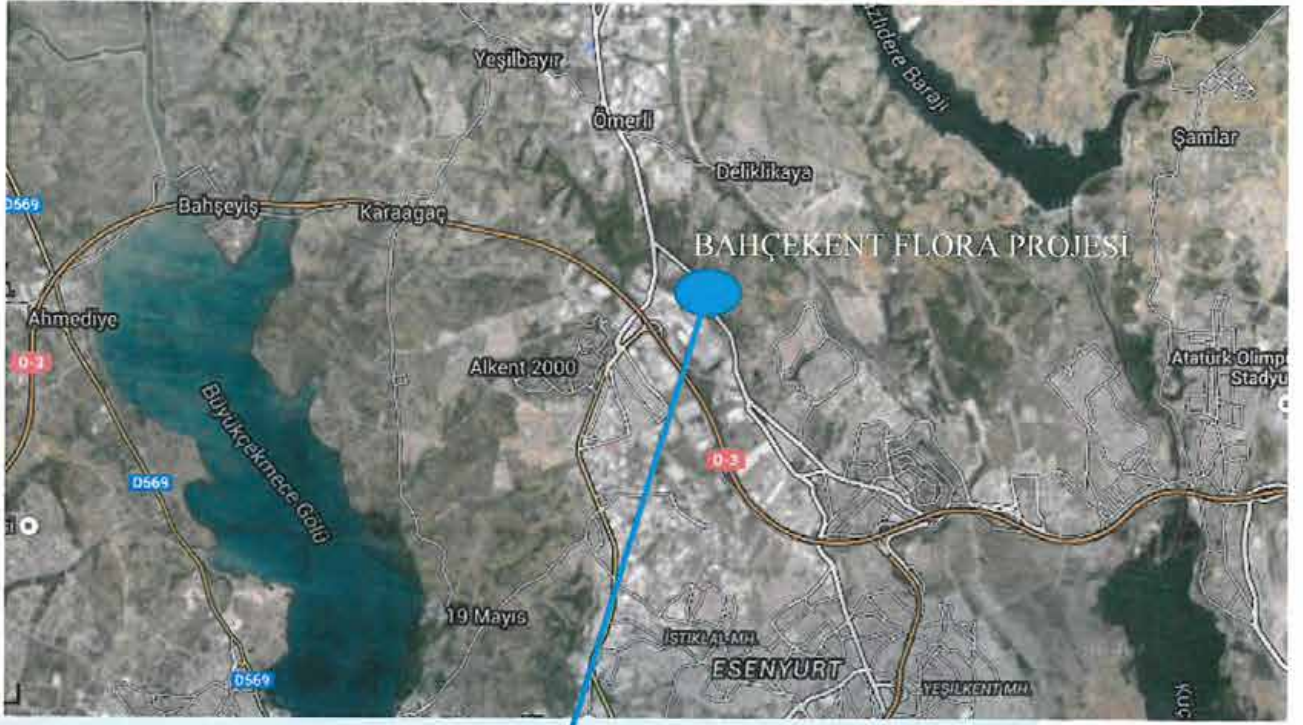 Yeşilbayır
Ömerli
Şamlar
Deliklikaya
D569
Bahşeyiş
Karaagaç
BAHÇEKENT FLORA PROJESİ
Ahmediye
O-3
Alkent 2000
Atatürk Olimpi
Stadyu
Büyükçekmece Gölü
O-3
D569
19 Mayıs
İSTİKLAL MH.
ESENYURT
D569
YEŞİLKENT MH.
Küç